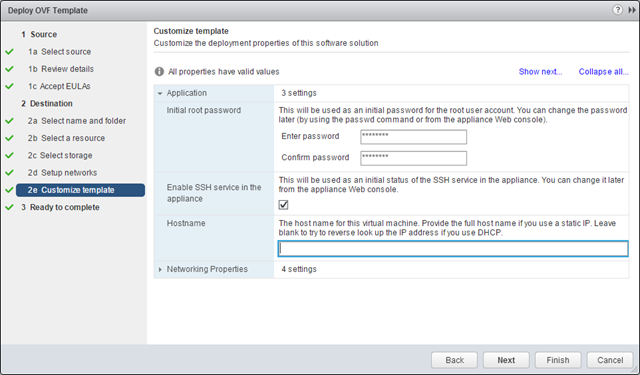 Deploy OVF Template
1 Source
1a Select source
1b Review details
1c Accept EULAs
2 Destination
2a Select name and folder
2b Select a resource
2c Select storage
2d Setup networks
2e Customize template
3 Ready to complete
Customize template
Customize the deployment properties of this software solution
All properties have valid values
Show next...
Collapse all...
Application
3 settings
Initial root password
This will be used as an initial password for the root user account. You can change the password
later (by using the passwd command or from the appliance Web console).
Enter password
********
Confirm password
********
Enable SSH service in the
appliance
This will be used as an initial status of the SSH service in the appliance. You can change it later
from the appliance Web console.
Hostname
The host name for this virtual machine. Provide the full host name if you use a static IP. Leave
blank to try to reverse look up the IP address if you use DHCP.
Networking Properties
4 settings
Back
Next
Finish
Cancel